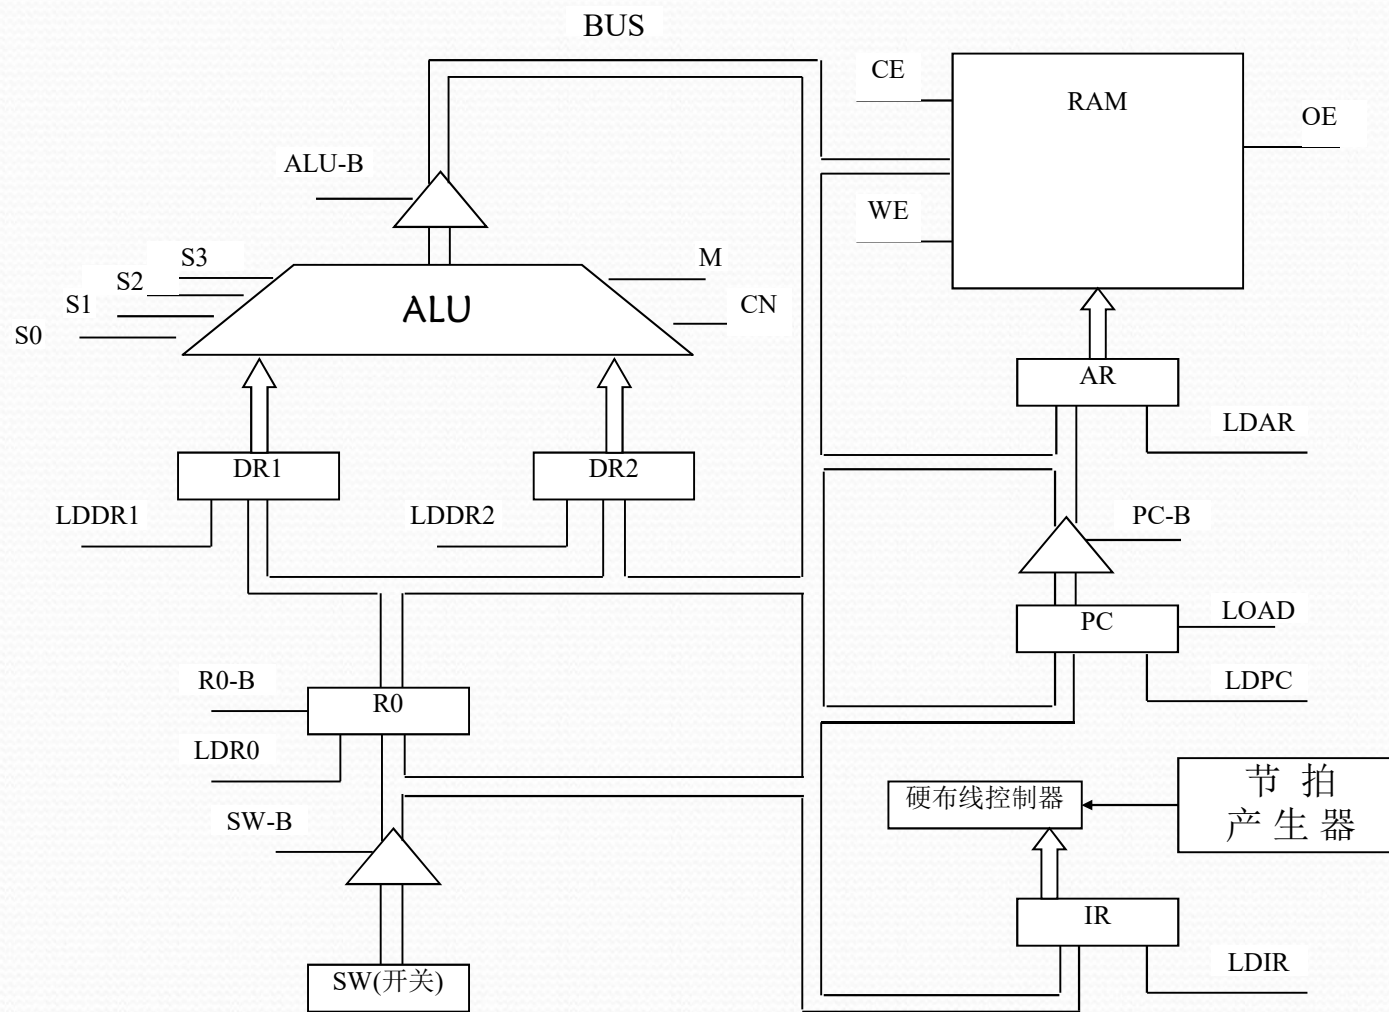 BUS
CE
RAM
OE
ALU-B
WE
S3
M
S2
S1
CN
ALU
S0
AR
LDAR
DR1
DR2
LDDR1
LDDR2
PC-B
LOAD
PC
R0-B
LDPC
R0
LDR0
节 拍
产 生 器
硬布线控制器
SW-B
IR
LDIR
SW(开关)